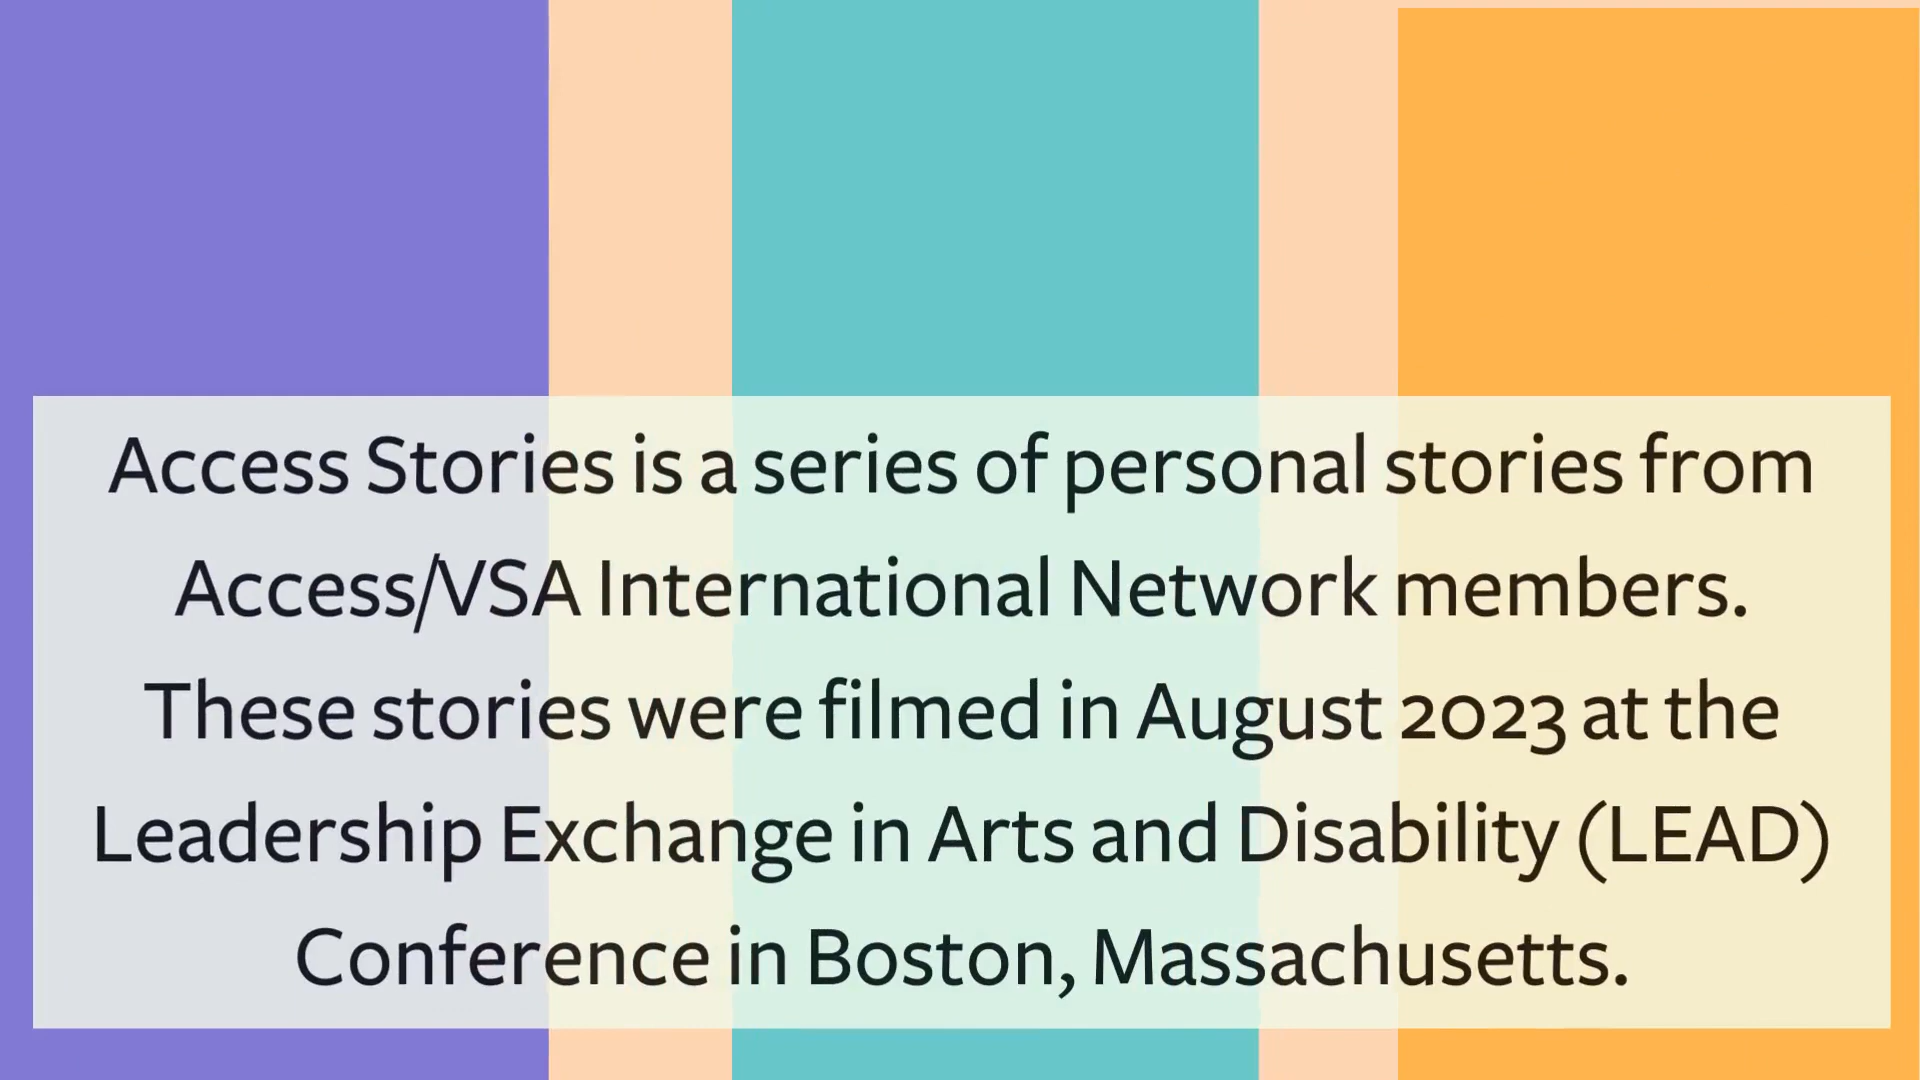 Access Stories is a series of personal stories from
Access/VSA International Network members.
These stories were filmed in August 2023 at the
Leadership Exchange in Arts and Disability (LEAD)
Conference in Boston, Massachusetts.